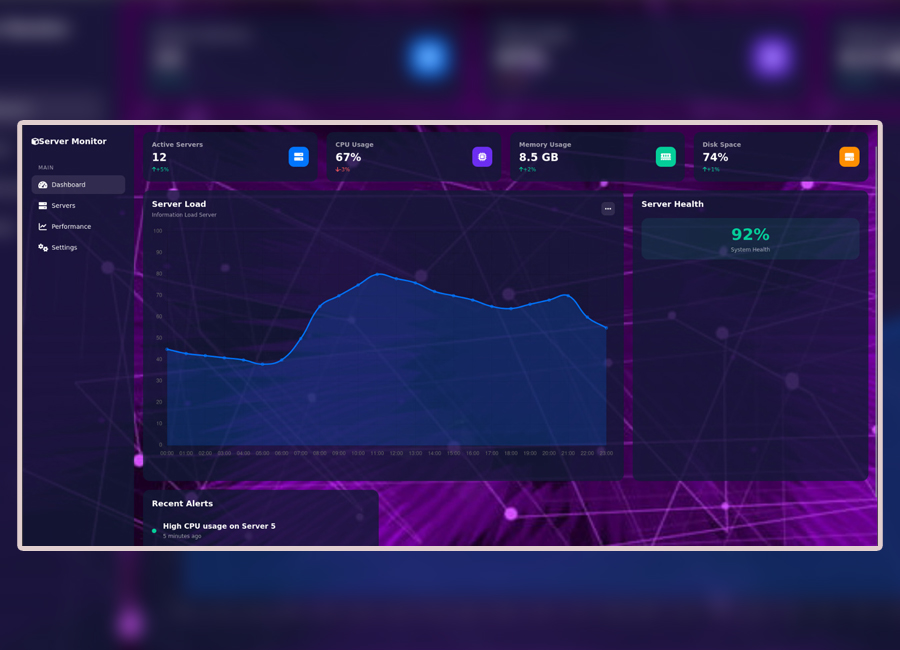 Server Monitor
MAIN
Dashboard
Servers
Performance
Settings
Active Servers
12
↑+5%
CPU Usage
67%
↓-3%
Memory Usage
8.5 GB
↑+2%
Disk Space
74%
↑+1%
Server Load
Information Load Server
100
90
80
70
60
50
40
30
20
10
0
00:00 01:00 02:00 03:00 04:00 05:00 06:00 07:00 08:00 09:00 10:00 11:00 12:00 13:00 14:00 15:00 16:00 17:00 18:00 19:00 20:00 21:00 22:00 23:00
Server Health
92%
System Health
Recent Alerts
High CPU usage on Server 5
5 minutes ago